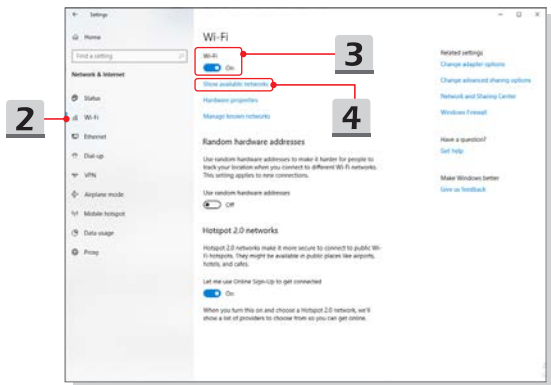 Settings
Home
Find a setting
Network & Internet
Status
Wi-Fi
Ethernet
Dial-up
VPN
Airplane mode
Mobile hotspot
Data usage
Proxy
2
Wi-Fi
Wi-Fi
On
3
Show available networks
4
Hardware properties
Manage known networks
Random hardware addresses
Use random hardware addresses to make it harder for people to
track your location when you connect to different Wi-Fi networks.
This setting applies to new connections.
Use random hardware addresses
Off
Hotspot 2.0 networks
Hotspot 2.0 networks make it more secure to connect to public Wi-
Fi hotspots. They might be available in public places like airports,
hotels, and cafes.
Let me use Online Sign-Up to get connected
On
When you turn this on and choose a Hotspot 2.0 network, we'll
show a list of providers to choose from so you can get online.
Related settings
Change adapter options
Change advanced sharing options
Network and Sharing Center
Windows Firewall
Have a question?
Get help
Make Windows better
Give us feedback